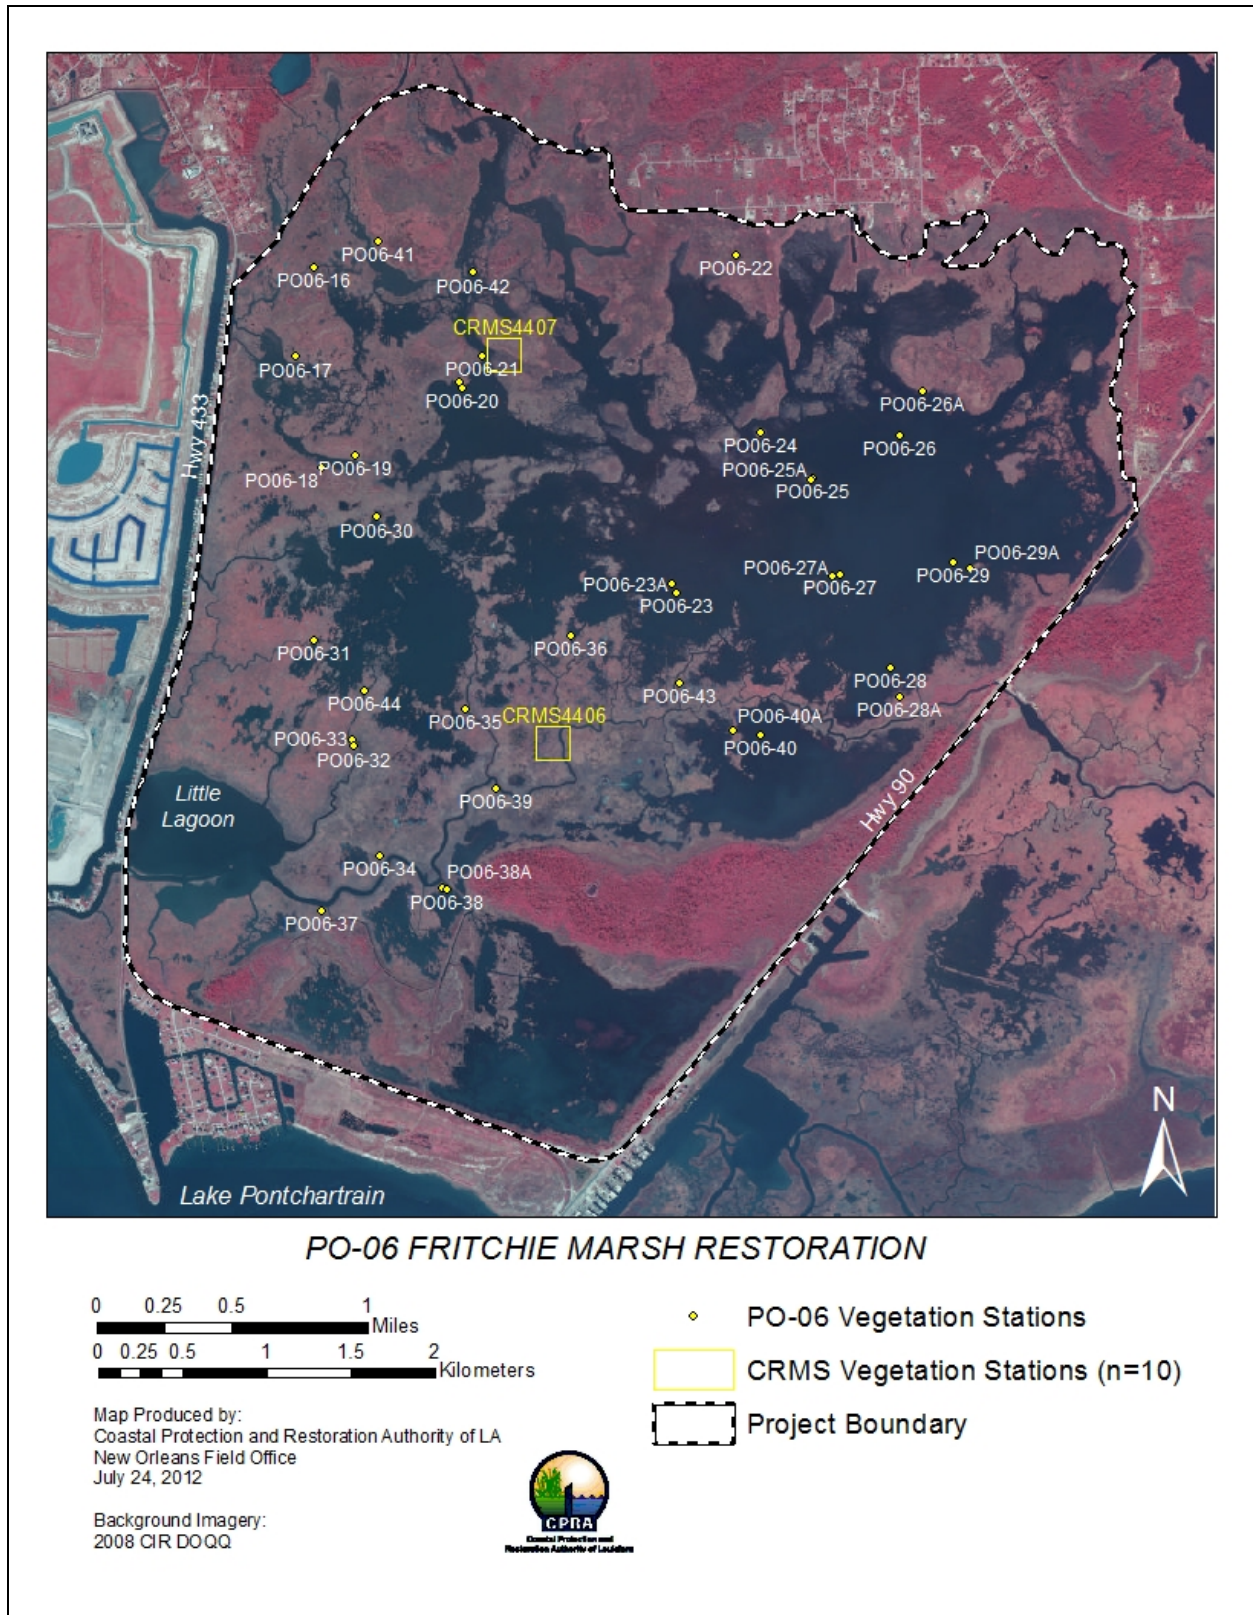 PO06-41
PO06-16
PO06-22
PO06-42
CRMS4407
PO06-17
PO06-21
PO06-20
PO06-26A
Hwy 433
PO06-24
PO06-26
PO06-19
PO06-18
PO06-25A
PO06-25
PO06-30
PO06-29A
PO06-29
PO06-27A
PO06-27
PO06-23A
PO06-23
PO06-36
PO06-31
PO06-28
PO06-44
PO06-43
PO06-28A
PO06-35
CRMS4406
PO06-40A
PO06-33
PO06-40
PO06-32
Little
Lagoon
PO06-39
Hwy 90
PO06-34
PO06-38A
PO06-38
PO06-37
N
Lake Pontchartrain
PO-06 FRITCHIE MARSH RESTORATION
0 0.25 0.5 1
Miles
0 0.25 0.5 1 1.5 2
Kilometers
PO-06 Vegetation Stations
CRMS Vegetation Stations (n=10)
Project Boundary
Map Produced by:
Coastal Protection and Restoration Authority of LA
New Orleans Field Office
July 24, 2012
Background Imagery:
2008 CIR DOQQ
CPRA
Coastal Protection and
Restoration Authority of Louisiana